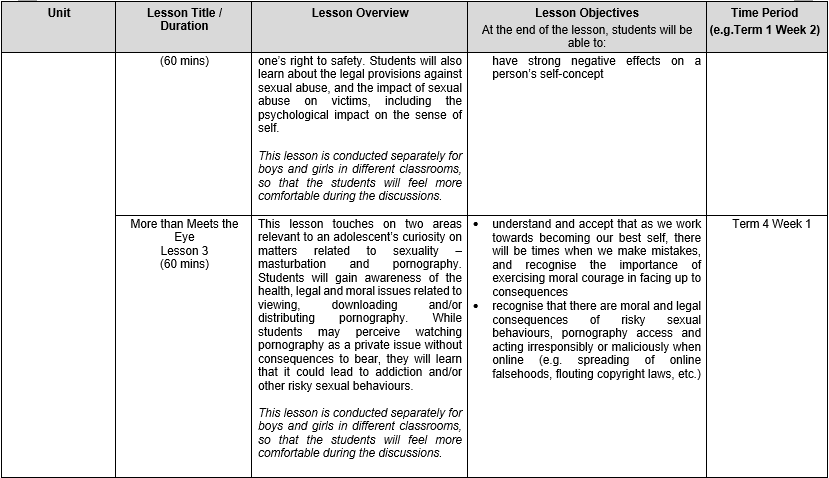 Unit
Lesson Title /
Duration
Lesson Overview
Lesson Objectives
At the end of the lesson, students will be
able to:
Time Period
(e.g.Term 1 Week 2)
(60 mins)
one's right to safety. Students will also
learn about the legal provisions against
sexual abuse, and the impact of sexual
abuse on victims, including the
psychological impact on the sense of
self.
This lesson is conducted separately for
boys and girls in different classrooms,
so that the students will feel more
comfortable during the discussions.
have strong negative effects on a
person's self-concept
More than Meets the
Eye
Lesson 3
(60 mins)
This lesson touches on two areas
relevant to an adolescent's curiosity on
matters related to sexuality –
masturbation and pornography.
Students will gain awareness of the
health, legal and moral issues related to
viewing, downloading and/or
distributing pornography. While
students may perceive watching
pornography as a private issue without
consequences to bear, they will learn
that it could lead to addiction and/or
other risky sexual behaviours.
This lesson is conducted separately for
boys and girls in different classrooms,
so that the students will feel more
comfortable during the discussions.
• understand and accept that as we work
towards becoming our best self, there
will be times when we make mistakes,
and recognise the importance of
exercising moral courage in facing up to
consequences
• recognise that there are moral and legal
consequences of risky sexual
behaviours, pornography access and
acting irresponsibly or maliciously when
online (e.g. spreading of online
falsehoods, flouting copyright laws, etc.)
Term 4 Week 1